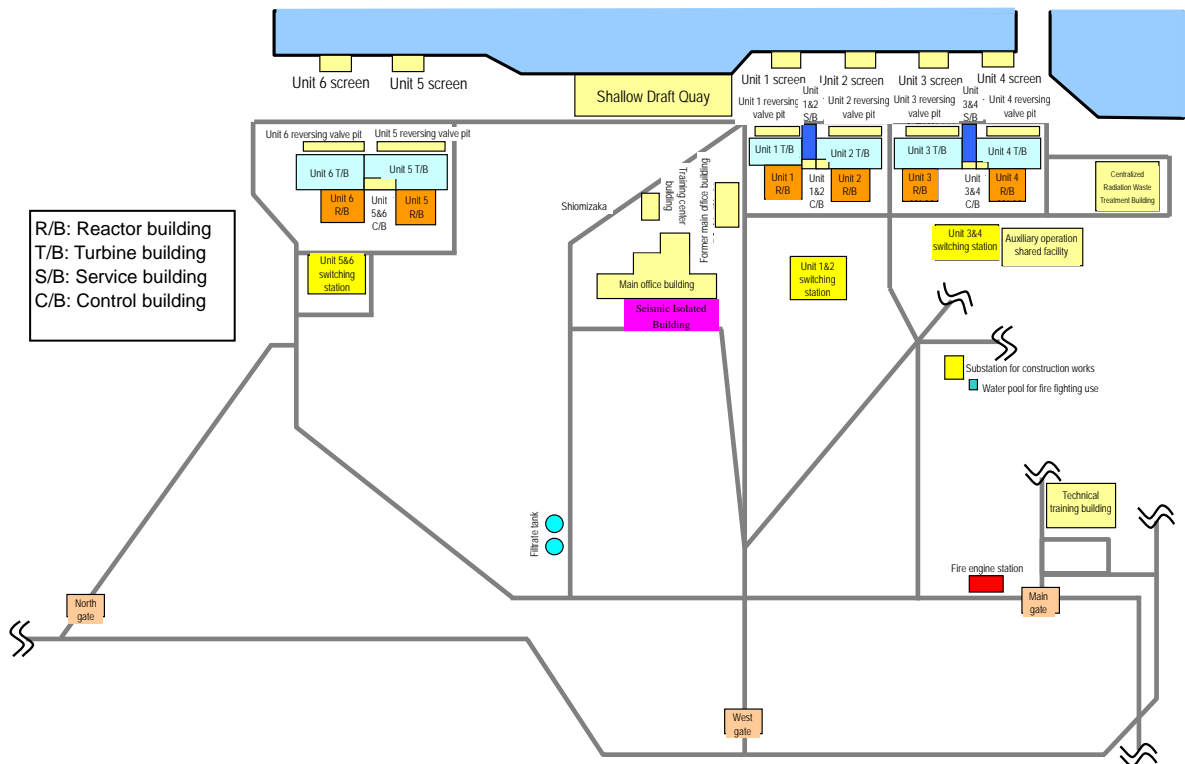 Unit 6 screen
Unit 5 screen
Shallow Draft Quay
Unit 1 screen
Unit 2 screen
Unit 3 screen
Unit 4 screen
Unit 1 reversing
valve pit
Unit
1&2
S/B
Unit 2 reversing
valve pit
Unit 3 reversing
valve pit
Unit
3&4
S/B
Unit 4 reversing
valve pit
Unit 6 reversing valve pit
Unit 5 reversing valve pit
Unit 6 T/B
Unit 5 T/B
Unit 1 T/B
Unit 2 T/B
Unit 3 T/B
Unit 4 T/B
Unit 6
R/B
Unit
5&6
C/B
Unit 5
R/B
Unit 1
R/B
Unit
1&2
C/B
Unit 2
R/B
Unit 3
R/B
Unit
3&4
C/B
Unit 4
R/B
Centralized
Radiation Waste
Treatment Building
R/B: Reactor building
T/B: Turbine building
S/B: Service building
C/B: Control building
Shiomizaka
Training center
building
Former main office building
Unit 5&6
switching
station
Main office building
Seismic Isolated
Building
Unit 1&2
switching
station
Unit 3&4
switching station
Auxiliary operation
shared facility
Substation for construction works
Water pool for fire fighting use
Filtrate tank
Technical
training building
Fire engine station
North
gate
Main
gate
West
gate